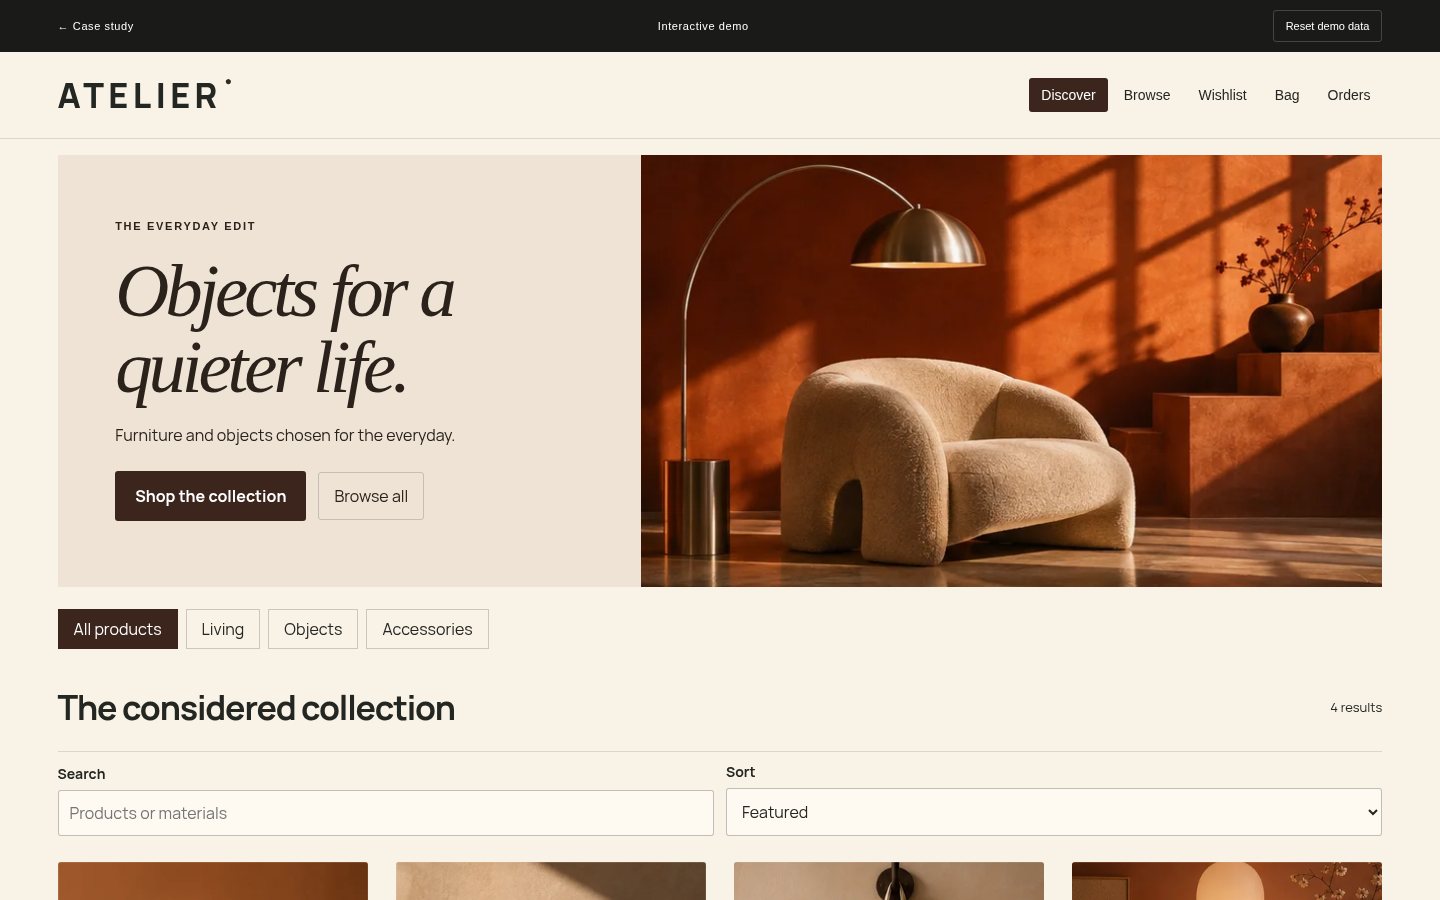 ← Case study
Interactive demo
Reset demo data
ATELIER
Discover
Browse
Wishlist
Bag
Orders
THE EVERYDAY EDIT
Objects for a
quieter life.
Furniture and objects chosen for the everyday.
Shop the collection
Browse all
All products
Living
Objects
Accessories
The considered collection
4 results
Search
Sort
Products or materials
Featured